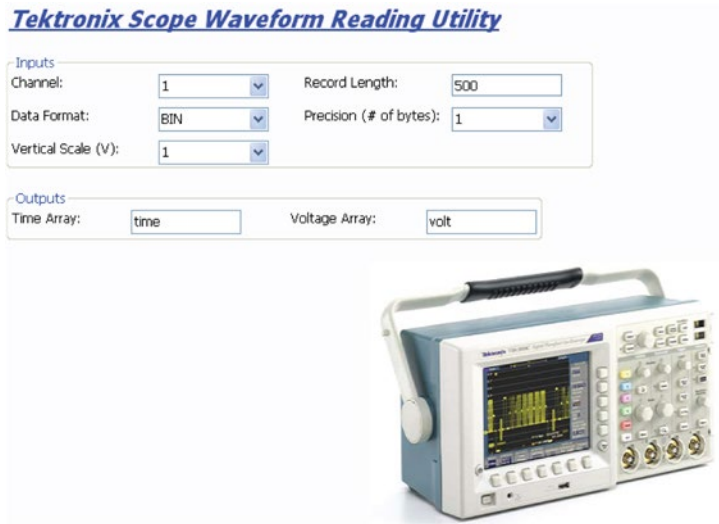 Tektronix Scope Waveform Reading Utility
Inputs
Channel: 1 Record Length: 500
Data Format: BIN Precision (# of bytes): 1
Vertical Scale (V): 1
Outputs
Time Array: time Voltage Array: volt
Tektronix